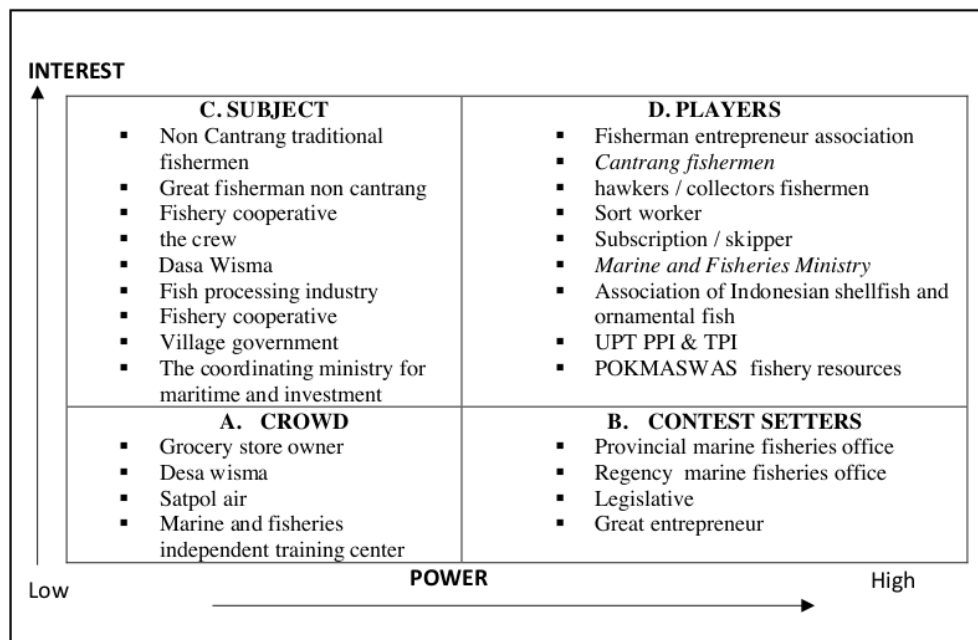 INTEREST
C. SUBJECT
▪ Non Cantrang traditional
fishermen
▪ Great fisherman non cantrang
▪ Fishery cooperative
▪ the crew
▪ Dasa Wisma
▪ Fish processing industry
▪ Fishery cooperative
▪ Village government
▪ The coordinating ministry for
maritime and investment
D. PLAYERS
▪ Fisherman entrepreneur association
▪ Cantrang fishermen
▪ hawkers / collectors fishermen
▪ Sort worker
▪ Subscription / skipper
▪ Marine and Fisheries Ministry
▪ Association of Indonesian shellfish and
ornamental fish
▪ UPT PPI & TPI
▪ POKMASWAS fishery resources
A. CROWD
▪ Grocery store owner
▪ Desa wisma
▪ Satpol air
▪ Marine and fisheries
independent training center
B. CONTEST SETTERS
▪ Provincial marine fisheries office
▪ Regency marine fisheries office
▪ Legislative
▪ Great entrepreneur
Low
POWER
High